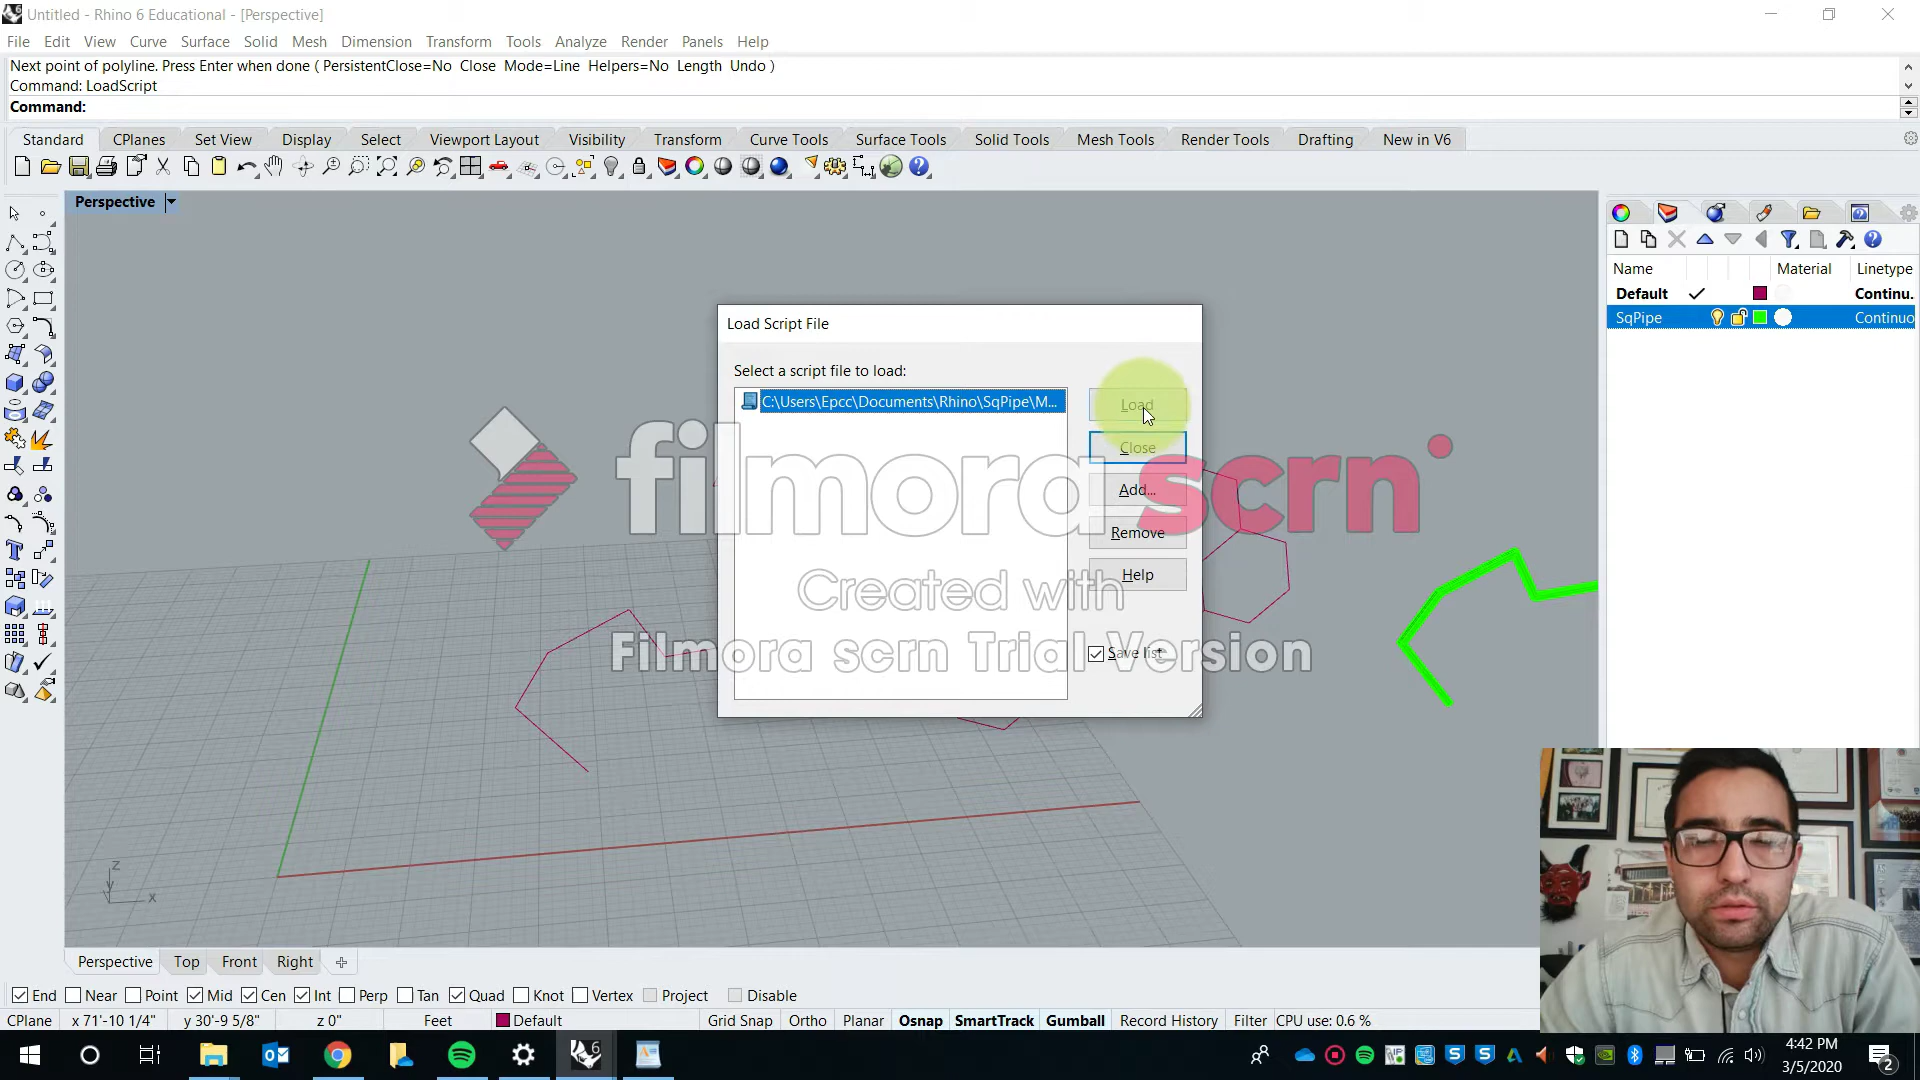 Untitled - Rhino 6 Educational - [Perspective]
File Edit View Curve Surface Solid Mesh Dimension Transform Tools Analyze Render Panels Help
Next point of polyline. Press Enter when done ( PersistentClose=No Close Mode=Line Helpers=No Length Undo )
Command: LoadScript
Command:
Standard CPlanes Set View Display Select Viewport Layout Visibility Transform Curve Tools Surface Tools Solid Tools Mesh Tools Render Tools Drafting New in V6
Perspective
Name Material Linetype
Default Continu.
SqPipe Continuo
Load Script File
Select a script file to load:
C:\Users\Epcc\Documents\Rhino\SqPipe\M...
Load
Close
Add...
Remove
Help
Save list
filmora scrn
Created with
Filmora scrn Trial Version
z
y
x
Perspective Top Front Right
End Near Point Mid Cen Int Perp Tan Quad Knot Vertex Project Disable
CPlane x 71'-10 1/4" y 30'-9 5/8" z 0" Feet Default Grid Snap Ortho Planar Osnap SmartTrack Gumball Record History Filter CPU use: 0.6 %
4:42 PM
3/5/2020
2